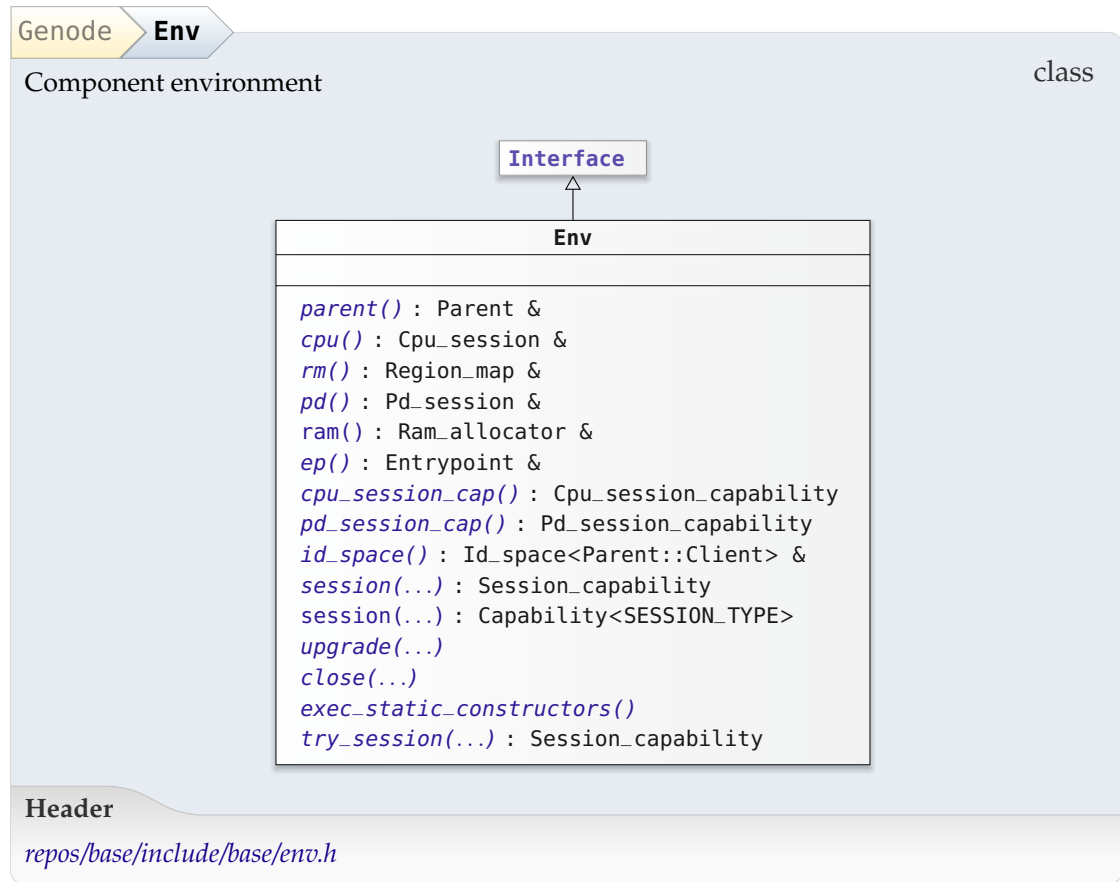 Genode Env
Component environment
class
Interface
Env
parent() : Parent &
cpu() : Cpu_session &
rm() : Region_map &
pd() : Pd_session &
ram() : Ram_allocator &
ep() : Entrypoint &
cpu_session_cap() : Cpu_session_capability
pd_session_cap() : Pd_session_capability
id_space() : Id_space<Parent::Client> &
session(...) : Session_capability
session(...) : Capability<SESSION_TYPE>
upgrade(...)
close(...)
exec_static_constructors()
try_session(...) : Session_capability
Header
repos/base/include/base/env.h